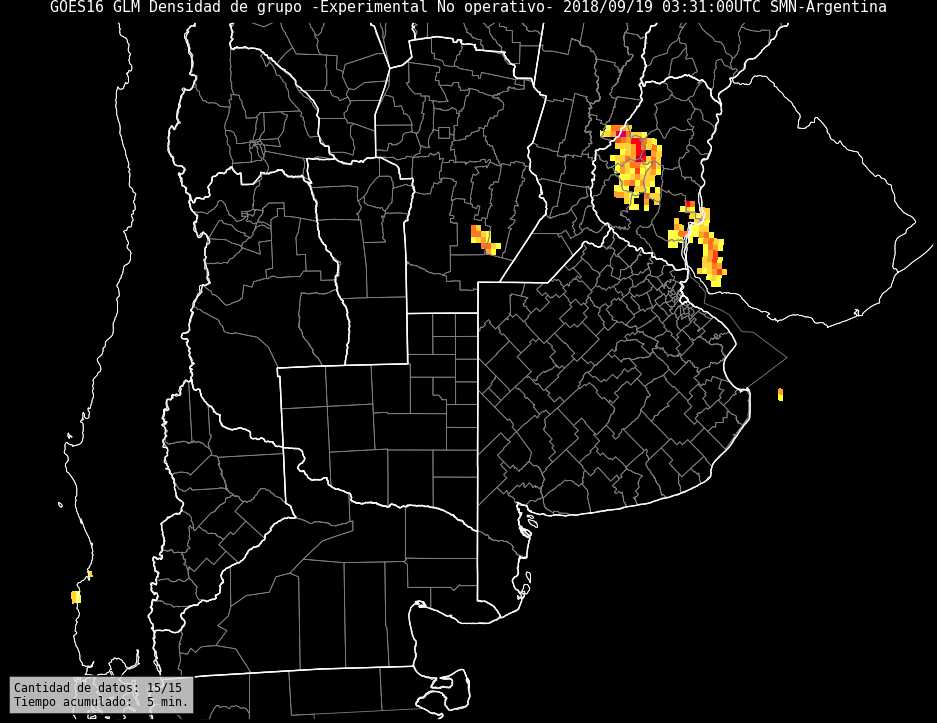 GOES16 GLM Densidad de grupo -Experimental No operativo- 2018/09/19 03:31:00UTC SMN-Argentina
Cantidad de datos: 15/15
Tiempo acumulado:  5 min.